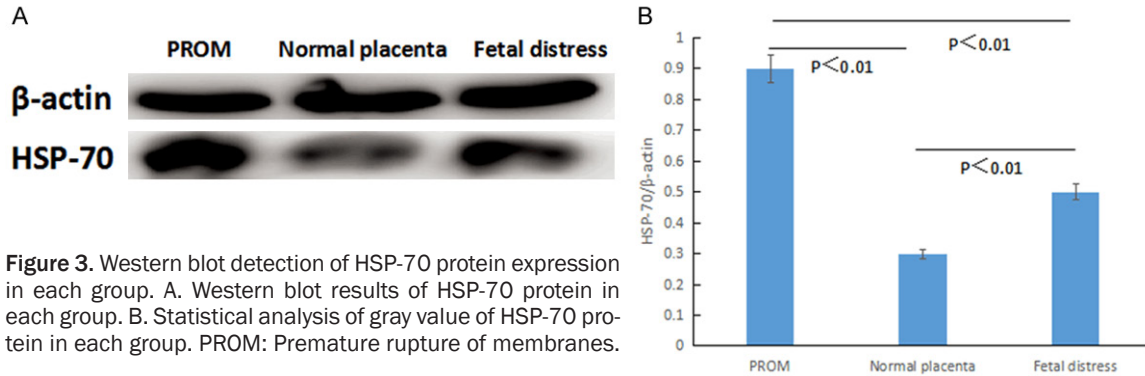 A
PROM Normal placenta Fetal distress
β-actin
HSP-70
Figure 3. Western blot detection of HSP-70 protein expression
in each group. A. Western blot results of HSP-70 protein in
each group. B. Statistical analysis of gray value of HSP-70 pro-
tein in each group. PROM: Premature rupture of membranes.
B
P<0.01
P<0.01
P<0.01
HSP-70/β-actin
1
0.9
0.8
0.7
0.6
0.5
0.4
0.3
0.2
0.1
0
PROM Normal placenta Fetal distress